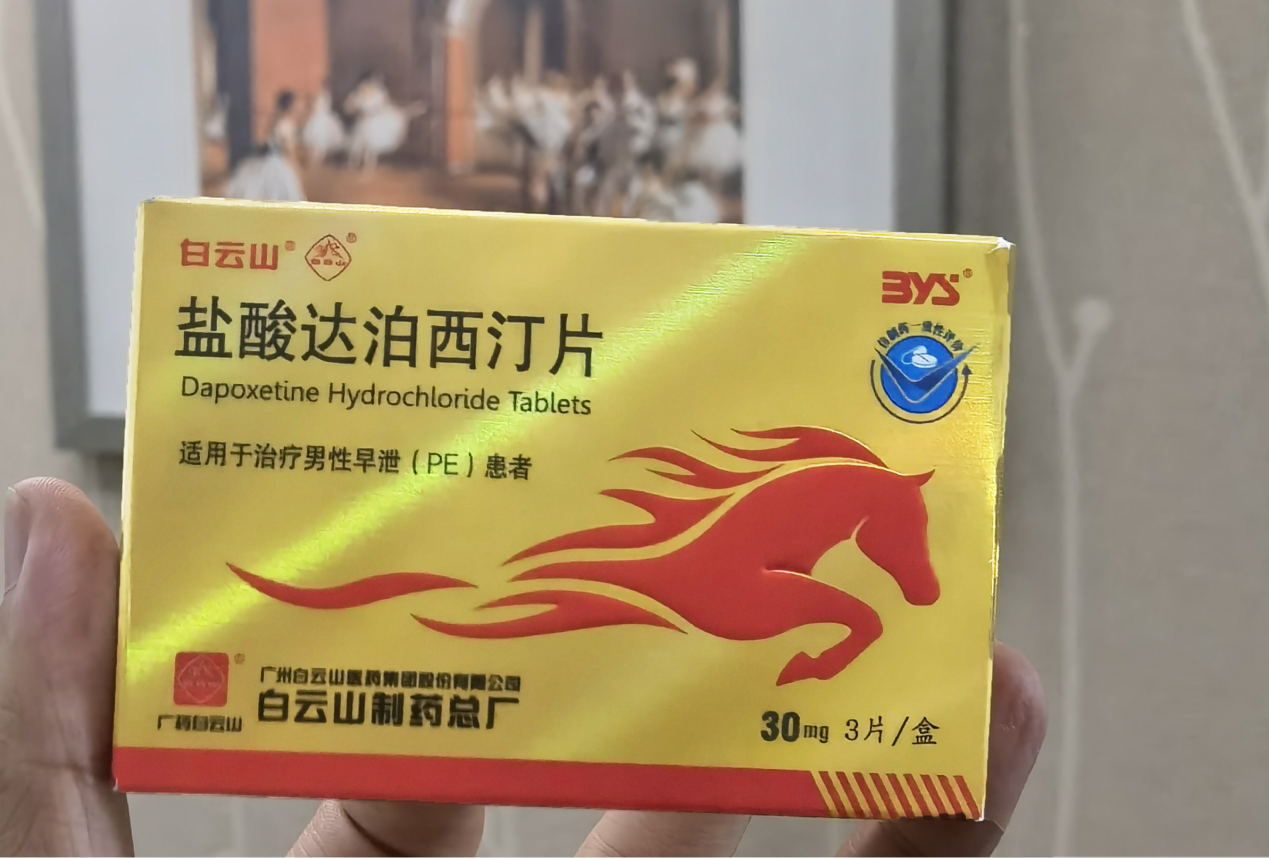 白云山®
白云山
®
BYS®
仿制药一致性评价
盐酸达泊西汀片
Dapoxetine Hydrochloride Tablets
适用于治疗男性早泄(PE)患者
®
广药白云山
广州白云山医药集团股份有限公司
白云山制药总厂
30mg 3片/盒